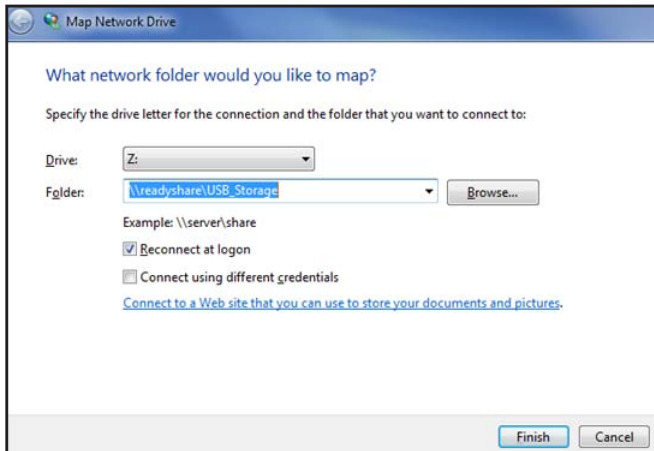 Map Network Drive
What network folder would you like to map?
Specify the drive letter for the connection and the folder that you want to connect to:
Drive: Z:
Folder: \\readyshare\USB_Storage Browse...
Example: \\server\share
Reconnect at logon
Connect using different credentials
Connect to a Web site that you can use to store your documents and pictures.
Finish Cancel